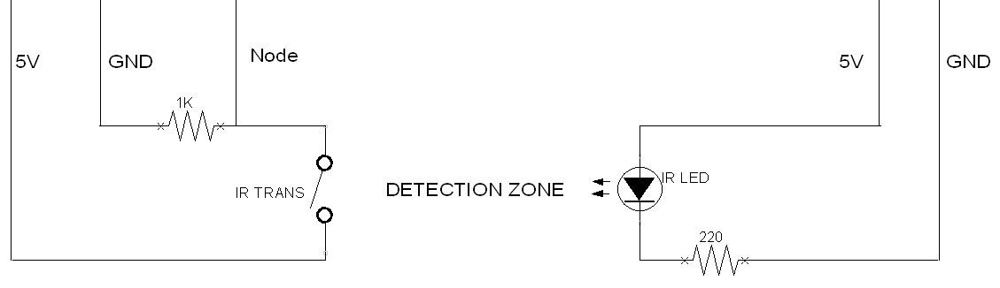 5V
GND
Node
5V
GND
1K
IR TRANS
DETECTION ZONE
IR LED
220